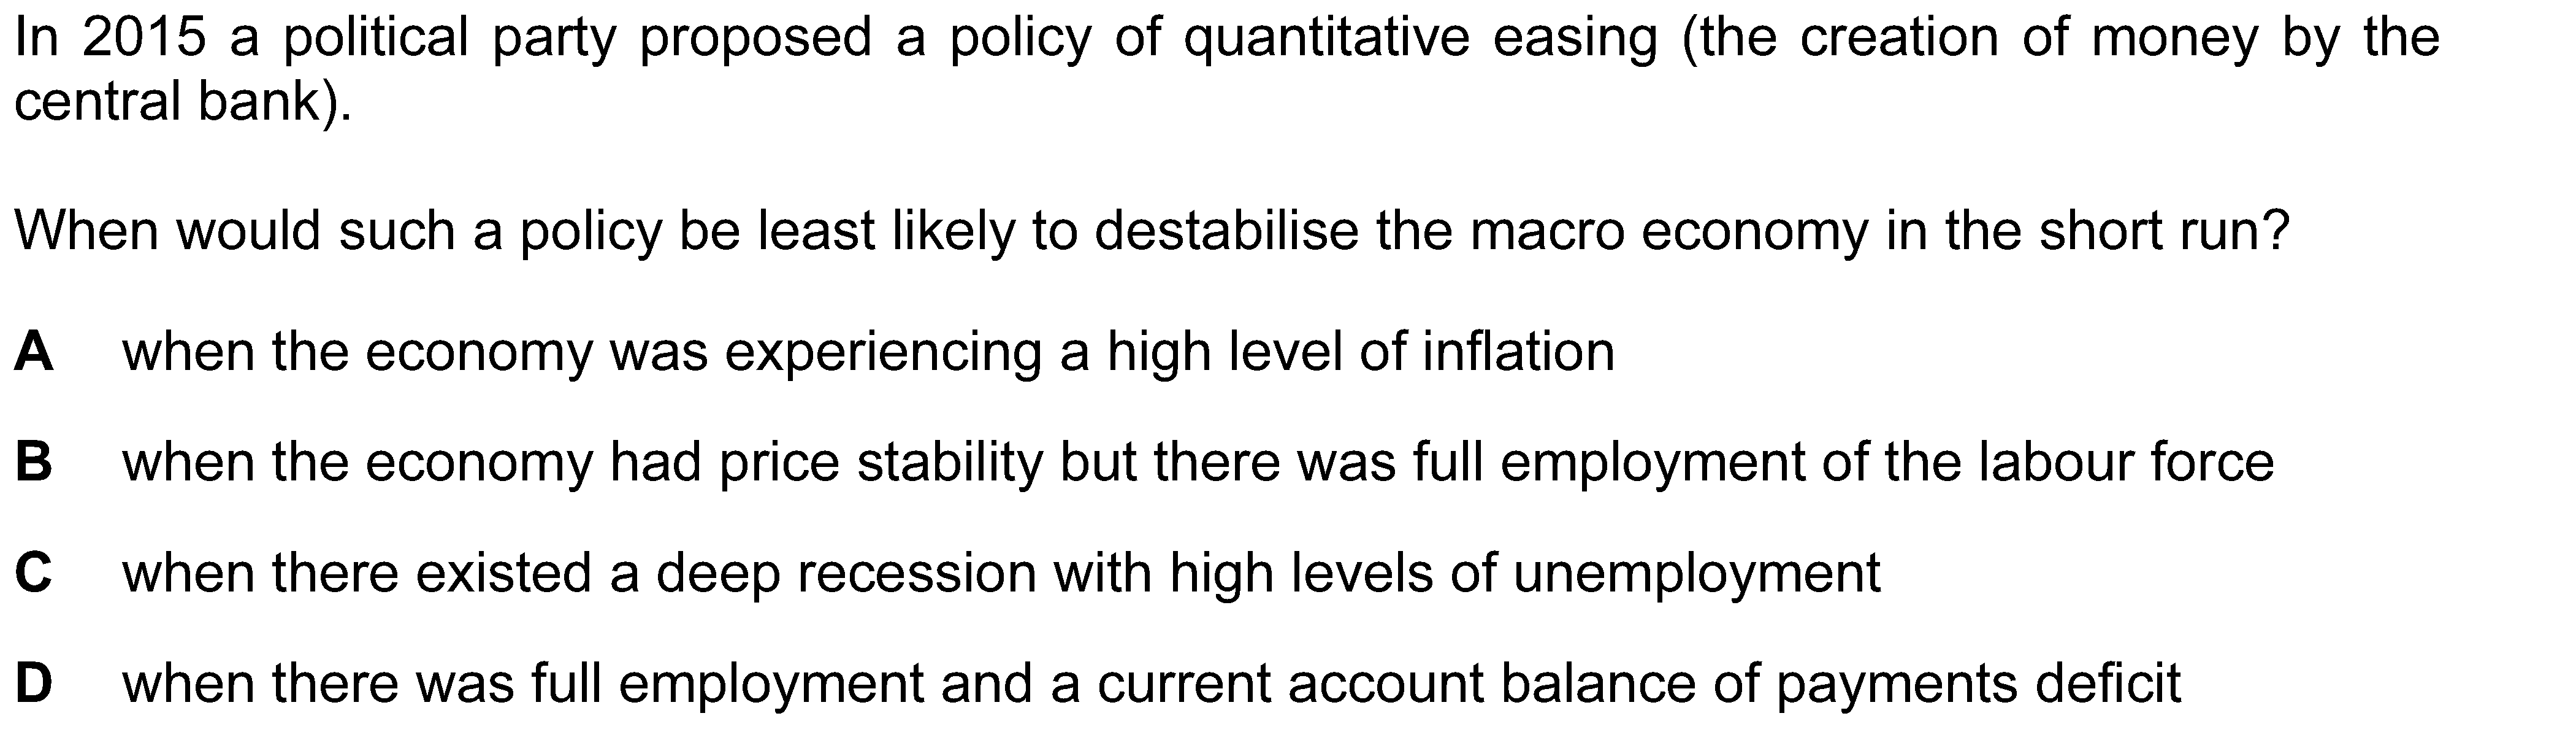 In 2015 a political party proposed a policy of quantitative easing (the creation of money by the
central bank).
When would such a policy be least likely to destabilise the macro economy in the short run?
A when the economy was experiencing a high level of inflation
B when the economy had price stability but there was full employment of the labour force
C when there existed a deep recession with high levels of unemployment
D when there was full employment and a current account balance of payments deficit